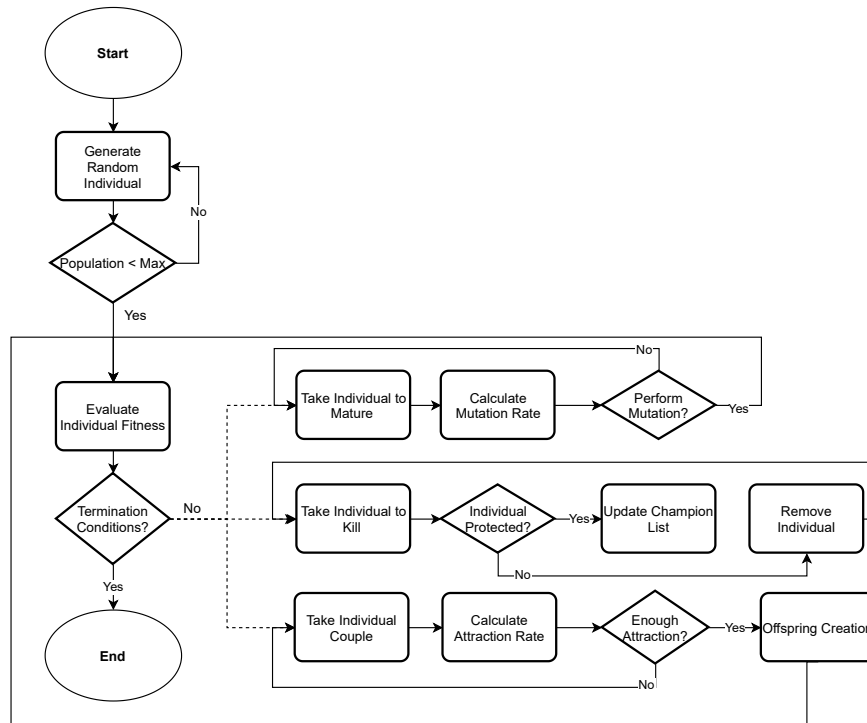 Start
Generate
Random
Individual
No
Population < Max
Yes
Evaluate
Individual Fitness
Termination
Conditions?
No
Yes
End
No
Take Individual to
Mature
Calculate
Mutation Rate
Perform
Mutation?
Yes
Take Individual to
Kill
Individual
Protected?
Yes
Update Champion
List
Remove
Individual
No
Take Individual
Couple
Calculate
Attraction Rate
Enough
Attraction?
Yes
Offspring Creation
No